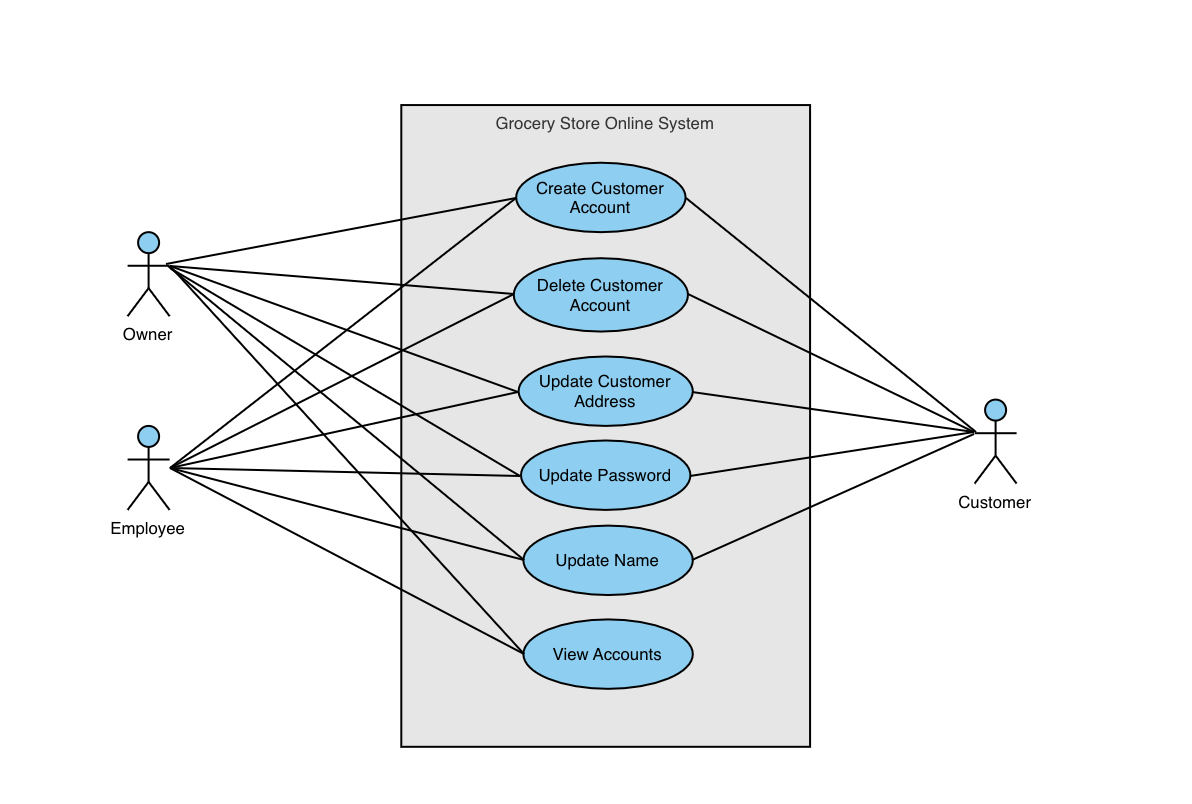 Grocery Store Online System
Create Customer
Account
Delete Customer
Account
Update Customer
Address
Update Password
Update Name
View Accounts
Owner
Employee
Customer